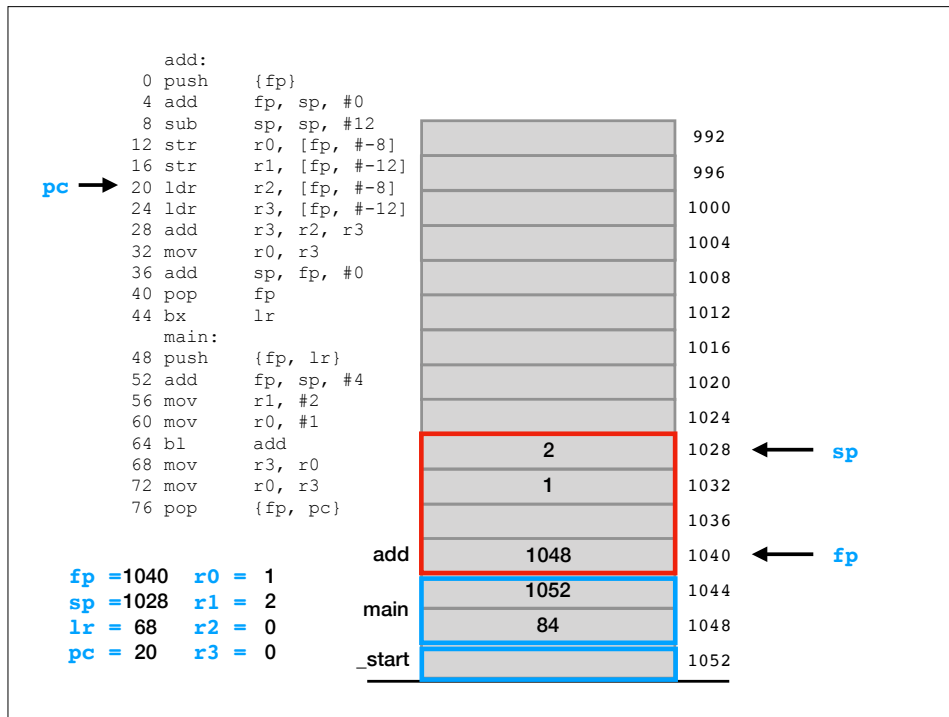 add:
0 push {fp}
4 add fp, sp, #0
8 sub sp, sp, #12
12 str r0, [fp, #-8]
16 str r1, [fp, #-12]
pc 20 ldr r2, [fp, #-8]
24 ldr r3, [fp, #-12]
28 add r3, r2, r3
32 mov r0, r3
36 add sp, fp, #0
40 pop fp
44 bx lr
main:
48 push {fp, lr}
52 add fp, sp, #4
56 mov r1, #2
60 mov r0, #1
64 bl add
68 mov r3, r0
72 mov r0, r3
76 pop {fp, pc}
fp =1040 r0 = 1
sp =1028 r1 = 2
lr = 68 r2 = 0
pc = 20 r3 = 0
992
996
1000
1004
1008
1012
1016
1020
1024
2 1028 sp
1 1032
1036
add 1048 1040 fp
1052 1044
main
84 1048
_start 1052